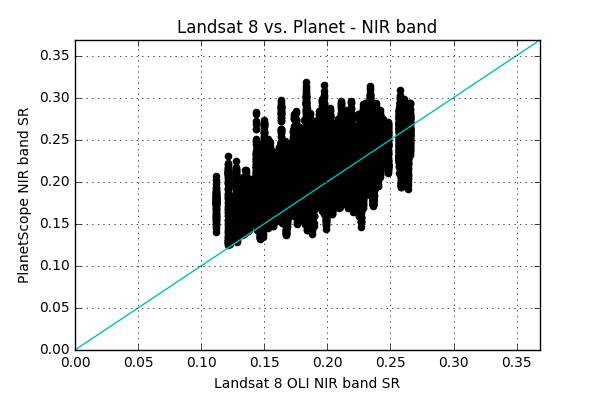 Landsat 8 vs. Planet - NIR band
PlanetScope NIR band SR
0.35
0.30
0.25
0.20
0.15
0.10
0.05
0.00
0.00 0.05 0.10 0.15 0.20 0.25 0.30 0.35
Landsat 8 OLI NIR band SR